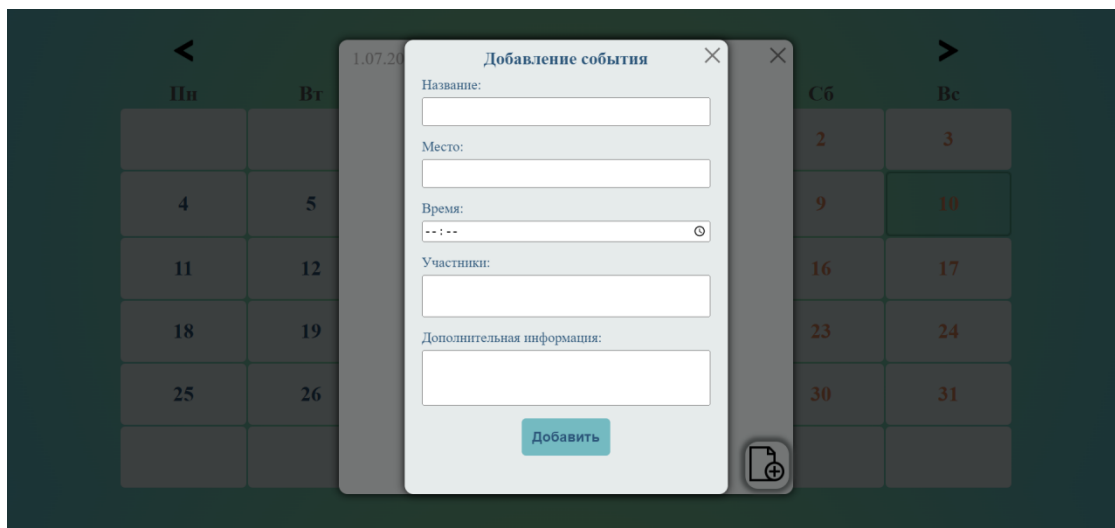 < >
1.07.20
Добавление события
Пн Вт Сб Вс
Название:
2 3
Место:
4 5 9 10
Время:
--:--
11 12 16 17
Участники:
18 19 23 24
Дополнительная информация:
25 26 30 31
Добавить